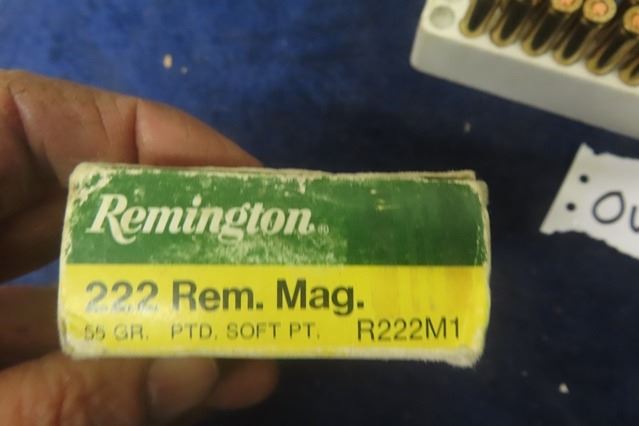 Remington®
222 Rem. Mag.
55 GR. PTD. SOFT PT. R222M1